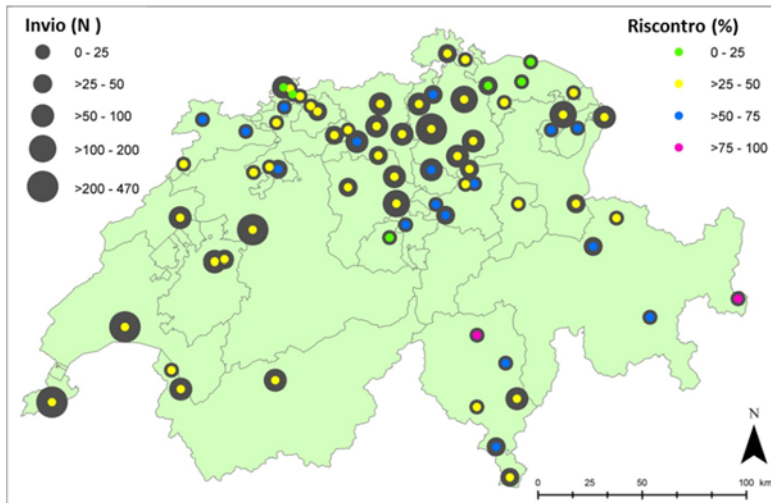 Invio (N )
0 - 25
>25 - 50
>50 - 100
>100 - 200
>200 - 470
Riscontro (%)
0 - 25
>25 - 50
>50 - 75
>75 - 100
N
0 25 50 100
km